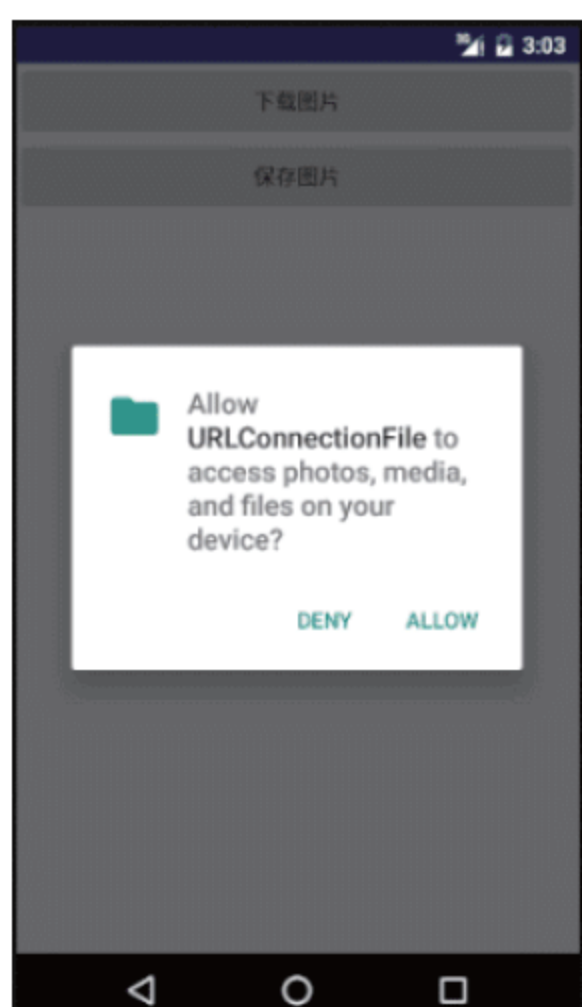 3G 3:03
下载图片
保存图片
Allow
URLConnectionFile to
access photos, media,
and files on your
device?
DENY ALLOW